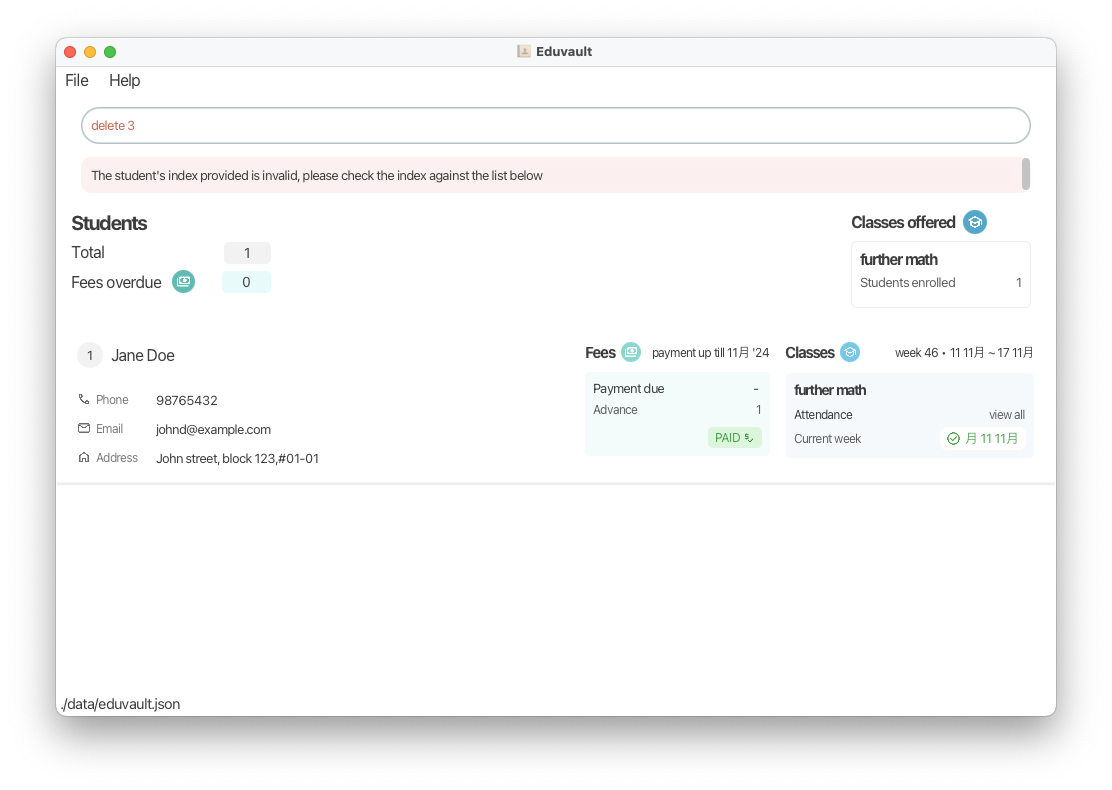 Eduvault
File Help
delete 3
The student's index provided is invalid, please check the index against the list below
Students
Total 1
Fees overdue 0
Classes offered
further math
Students enrolled 1
1 Jane Doe
Phone 98765432
Email johnd@example.com
Address John street, block 123,#01-01
Fees payment up till 11月 '24
Payment due -
Advance 1
PAID
Classes week 46 • 11 11月 ~ 17 11月
further math
Attendance view all
Current week 月 11 11月
./data/eduvault.json